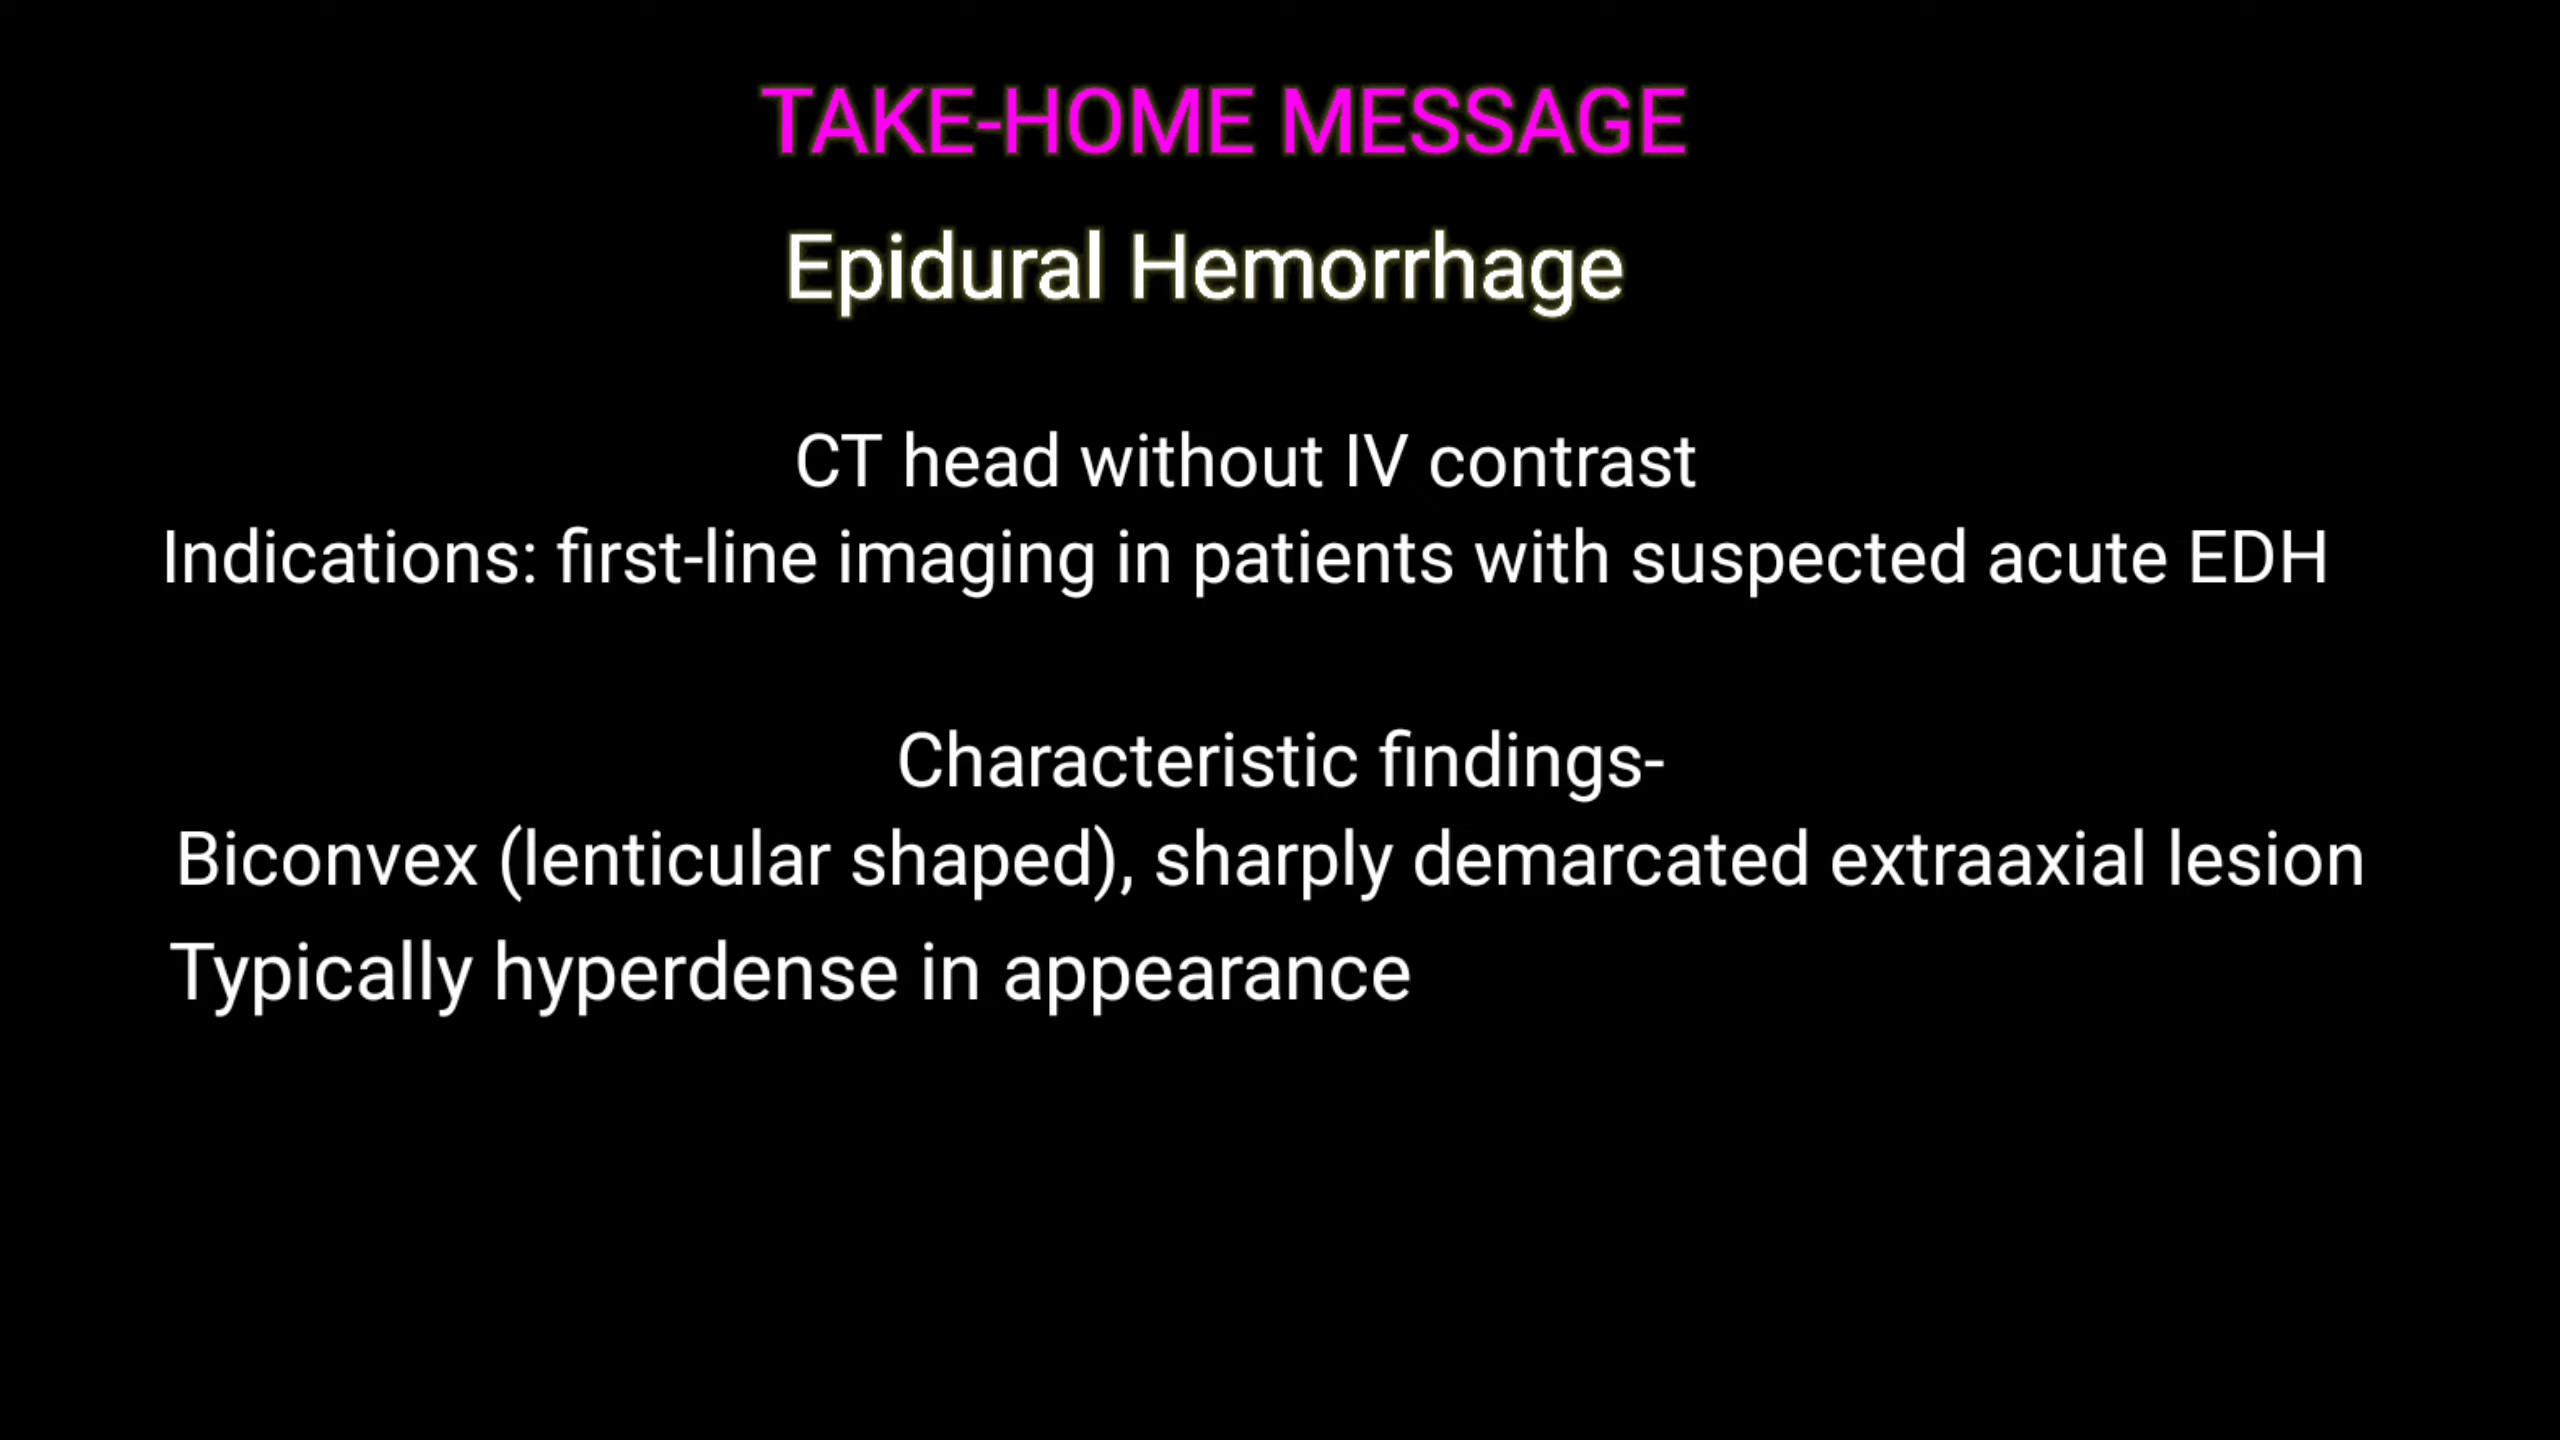 TAKE-HOME MESSAGE
Epidural Hemorrhage
CT head without IV contrast
Indications: first-line imaging in patients with suspected acute EDH
Characteristic findings-
Biconvex (lenticular shaped), sharply demarcated extraaxial lesion
Typically hyperdense in appearance